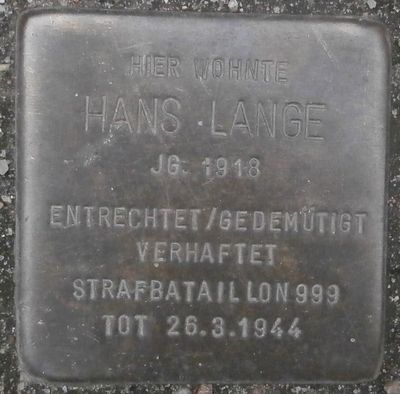 HIER WOHNTE
HANS LANGE
JG. 1918
ENTRECHTET/GEDEMÜTIGT
VERHAFTET
STRAFBATAILLON 999
TOT 26.3.1944